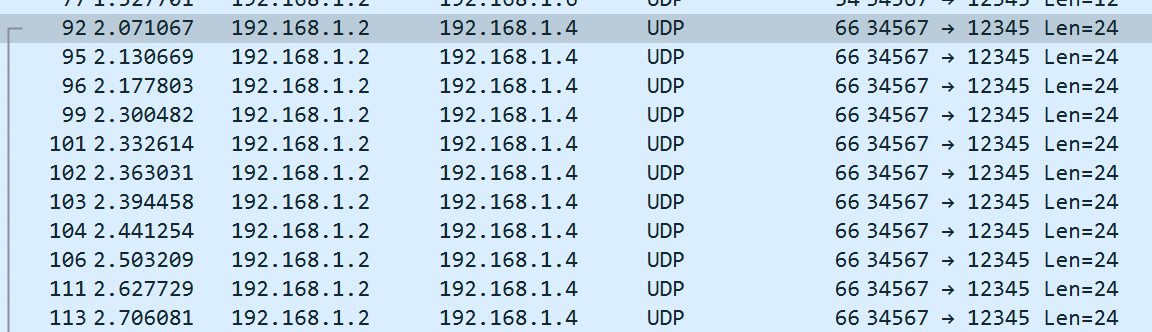 77 1.527701 192.168.1.2 192.168.1.6 UDP 54 34567 → 12345 Len=12
92 2.071067 192.168.1.2 192.168.1.4 UDP 66 34567 → 12345 Len=24
95 2.130669 192.168.1.2 192.168.1.4 UDP 66 34567 → 12345 Len=24
96 2.177803 192.168.1.2 192.168.1.4 UDP 66 34567 → 12345 Len=24
99 2.300482 192.168.1.2 192.168.1.4 UDP 66 34567 → 12345 Len=24
101 2.332614 192.168.1.2 192.168.1.4 UDP 66 34567 → 12345 Len=24
102 2.363031 192.168.1.2 192.168.1.4 UDP 66 34567 → 12345 Len=24
103 2.394458 192.168.1.2 192.168.1.4 UDP 66 34567 → 12345 Len=24
104 2.441254 192.168.1.2 192.168.1.4 UDP 66 34567 → 12345 Len=24
106 2.503209 192.168.1.2 192.168.1.4 UDP 66 34567 → 12345 Len=24
111 2.627729 192.168.1.2 192.168.1.4 UDP 66 34567 → 12345 Len=24
113 2.706081 192.168.1.2 192.168.1.4 UDP 66 34567 → 12345 Len=24